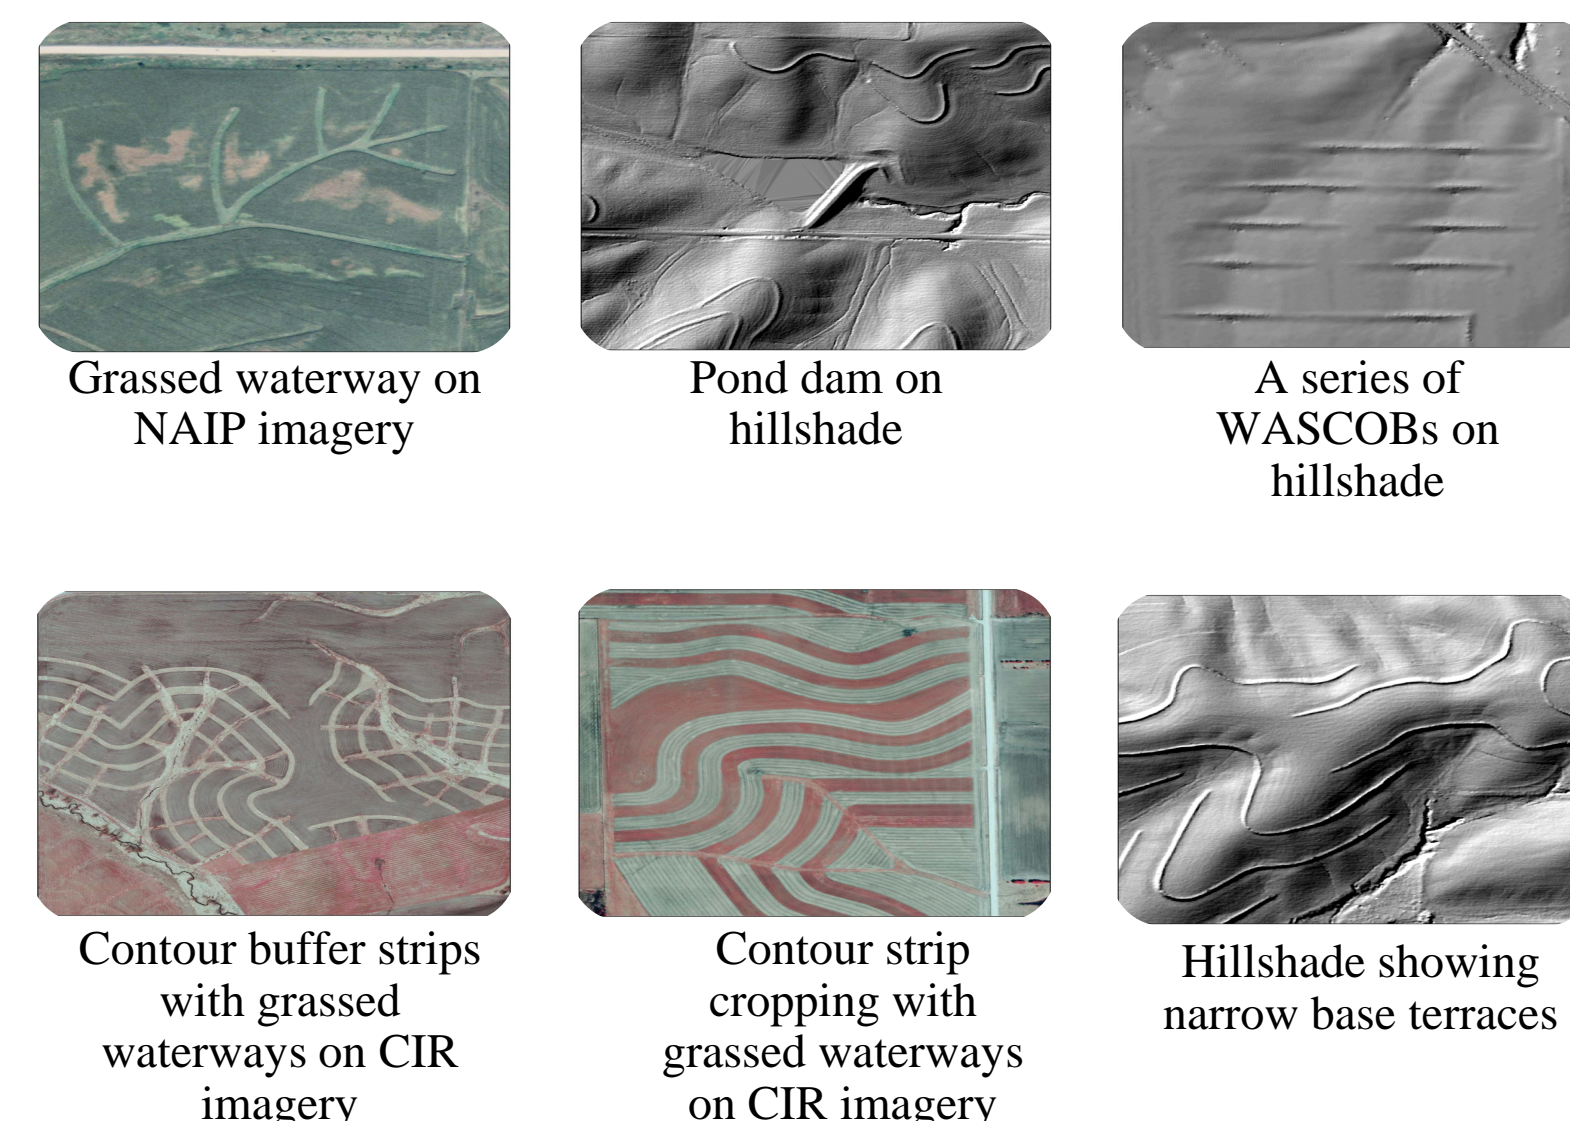 Grassed waterway on
NAIP imagery
Pond dam on
hillshade
A series of
WASCOBs on
hillshade
Contour buffer strips
with grassed
waterways on CIR
imagery
Contour strip
cropping with
grassed waterways
on CIR imagery
Hillshade showing
narrow base terraces